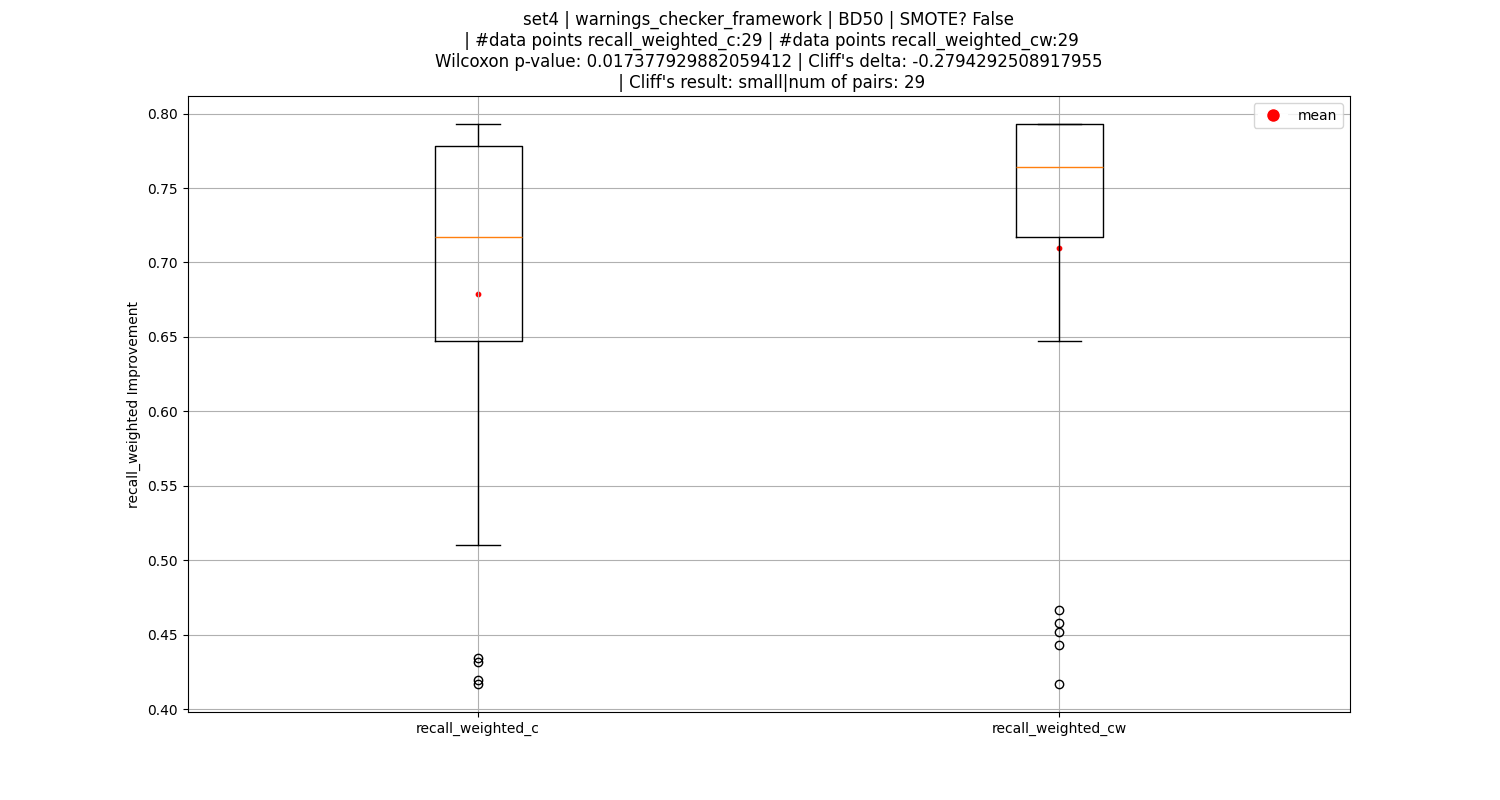 set4 | warnings_checker_framework | BD50 | SMOTE? False
| #data points recall_weighted_c:29 | #data points recall_weighted_cw:29
Wilcoxon p-value: 0.017377929882059412 | Cliff's delta: -0.2794292508917955
| Cliff's result: small|num of pairs: 29
mean
0.80
0.75
0.70
0.65
0.60
0.55
0.50
0.45
0.40
recall_weighted Improvement
recall_weighted_c
recall_weighted_cw